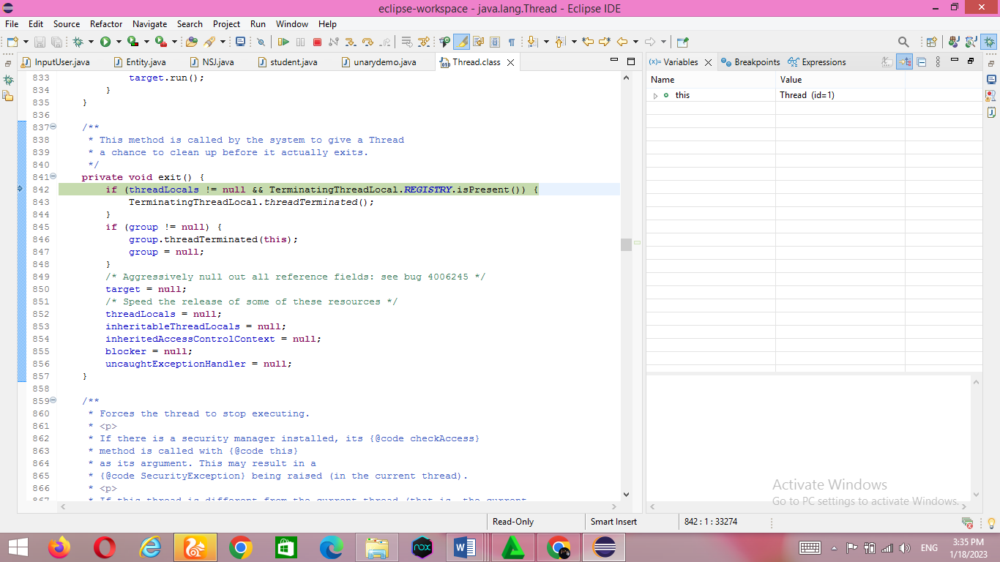 eclipse-workspace - java.lang.Thread - Eclipse IDE
File Edit Source Refactor Navigate Search Project Run Window Help
InputUser.java Entity.java NSJ.java student.java unarydemo.java Thread.class
(x)= Variables Breakpoints Expressions
Name Value
this Thread (id=1)
833 target.run();
834 }
835 }
836
837 /**
838 * This method is called by the system to give a Thread
839 * a chance to clean up before it actually exits.
840 */
841 private void exit() {
842 if (threadLocals != null && TerminatingThreadLocal.REGISTRY.isPresent()) {
843 TerminatingThreadLocal.threadTerminated();
844 }
845 if (group != null) {
846 group.threadTerminated(this);
847 group = null;
848 }
849 /* Aggressively null out all reference fields: see bug 4006245 */
850 target = null;
851 /* Speed the release of some of these resources */
852 threadLocals = null;
853 inheritableThreadLocals = null;
854 inheritedAccessControlContext = null;
855 blocker = null;
856 uncaughtExceptionHandler = null;
857 }
858
859 /**
860 * Forces the thread to stop executing.
861 * <p>
862 * If there is a security manager installed, its {@code checkAccess}
863 * method is called with {@code this}
864 * as its argument. This may result in a
865 * {@code SecurityException} being raised (in the current thread).
866 * <p>
867 * If this thread is different from the current thread (that is, the current
Activate Windows
Go to PC settings to activate Windows.
Read-Only Smart Insert 842 : 1 : 33274
nox
W
ENG
3:35 PM
1/18/2023